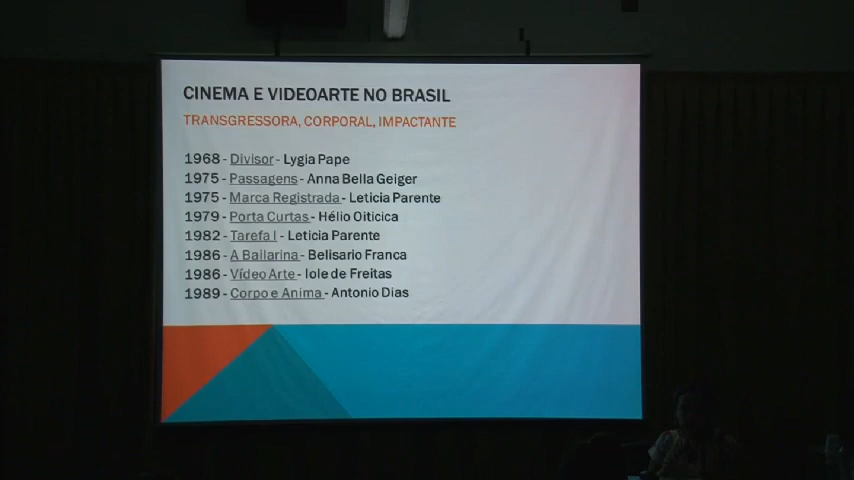 CINEMA E VIDEOARTE NO BRASIL
TRANSGRESSORA, CORPORAL, IMPACTANTE
1968 - Divisor - Lygia Pape
1975 - Passagens - Anna Bella Geiger
1975 - Marca Registrada - Leticia Parente
1979 - Porta Curtas - Hélio Oiticica
1982 - Tarefa I - Leticia Parente
1986 - A Bailarina - Belisario Franca
1986 - Vídeo Arte - Iole de Freitas
1989 - Corpo e Anima - Antonio Dias